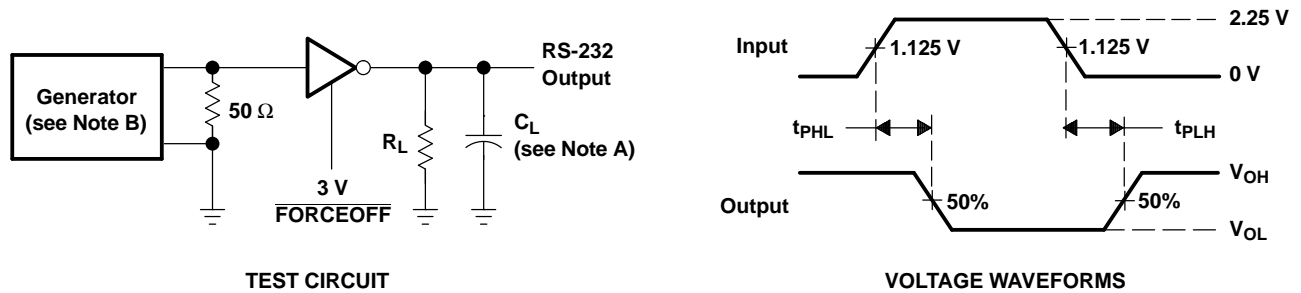 Generator
(see Note B)
50 Ω
3 V
FORCEOFF
RL
CL
(see Note A)
RS-232
Output
TEST CIRCUIT
Input
1.125 V
1.125 V
2.25 V
0 V
tPHL
tPLH
Output
50%
50%
VOH
VOL
VOLTAGE WAVEFORMS